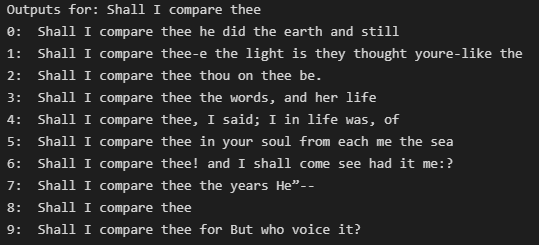 Outputs for: Shall I compare thee
0:  Shall I compare thee he did the earth and still
1:  Shall I compare thee-e the light is they thought youre-like the
2:  Shall I compare thee thou on thee be.
3:  Shall I compare thee the words, and her life
4:  Shall I compare thee, I said; I in life was, of
5:  Shall I compare thee in your soul from each me the sea
6:  Shall I compare thee! and I shall come see had it me:?
7:  Shall I compare thee the years He”--
8:  Shall I compare thee
9:  Shall I compare thee for But who voice it?